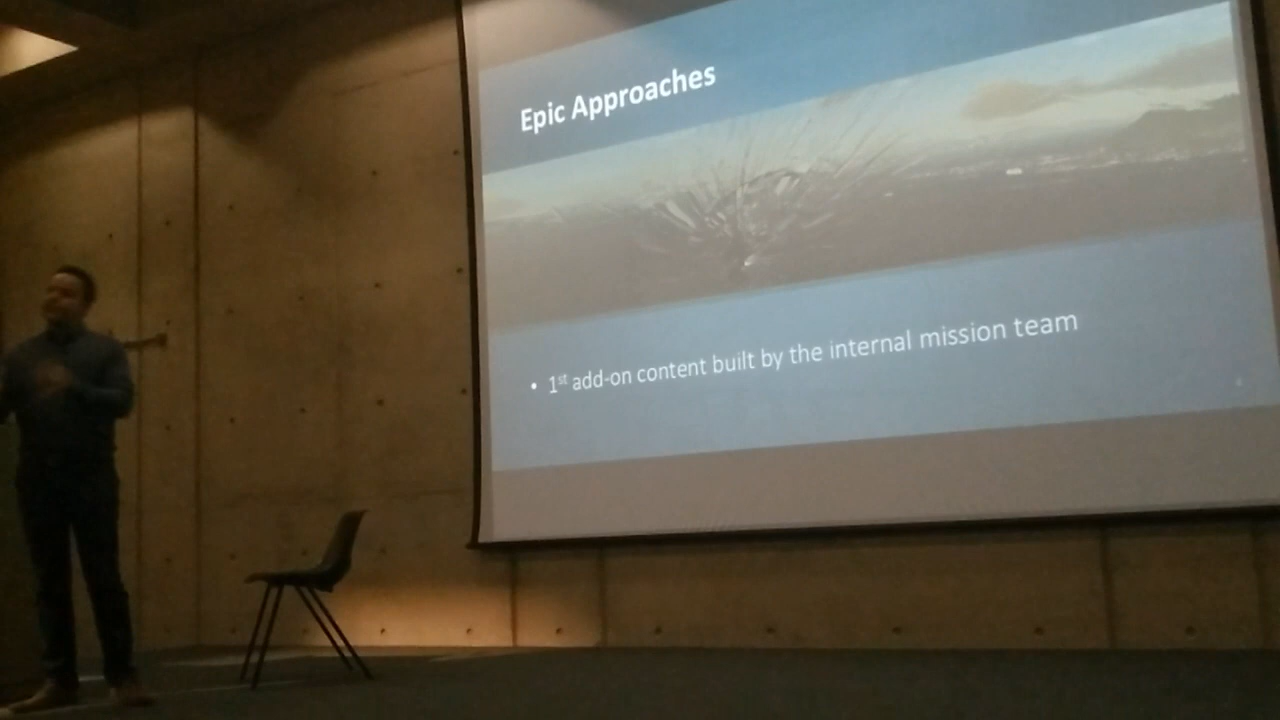 Epic Approaches
• 1st add-on content built by the internal mission team